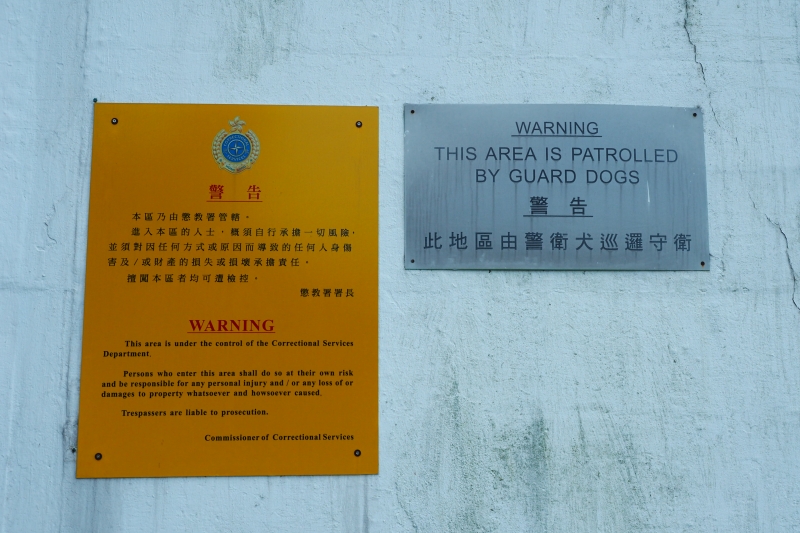 警 告
本區乃由懲教署管轄。
進入本區的人士，概須自行承擔一切風險，
並須對因任何方式或原因而導致的任何人身傷
害及/或財產的損失或損壞承擔責任。
擅闖本區者均可遭檢控。
懲教署署長
WARNING
This area is under the control of the Correctional Services
Department.
Persons who enter this area shall do so at their own risk
and be responsible for any personal injury and / or any loss of or
damages to property whatsoever and howsoever caused.
Trespassers are liable to prosecution.
Commissioner of Correctional Services
WARNING
THIS AREA IS PATROLLED
BY GUARD DOGS
警 告
此地區由警衛犬巡邏守衛